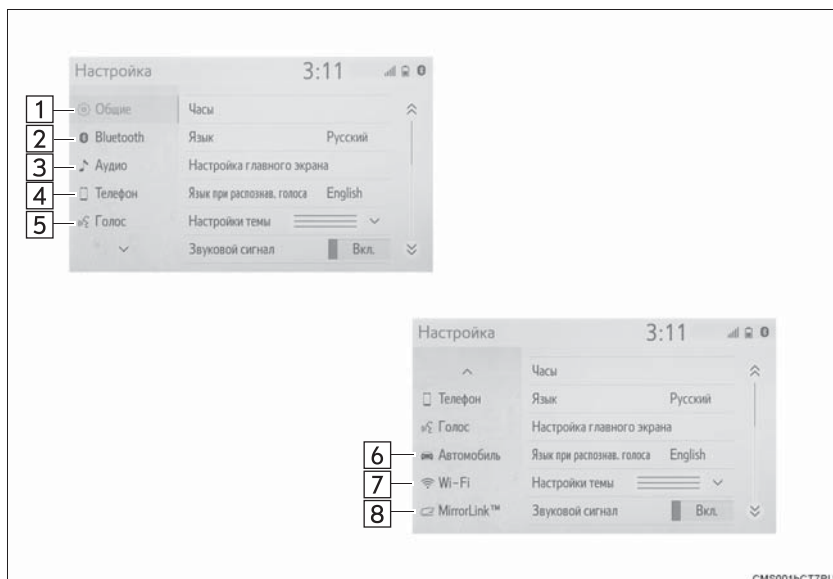 Настройка 3:11
1 Общие Часы
2 Bluetooth Язык Русский
3 Аудио Настройка главного экрана
4 Телефон Язык при распознав. голоса English
5 Голос Настройки темы
Звуковой сигнал Вкл.
Настройка 3:11
Часы
Телефон Язык Русский
Голос Настройка главного экрана
6 Автомобиль Язык при распознав. голоса English
7 Wi-Fi Настройки темы
8 MirrorLink™ Звуковой сигнал Вкл.